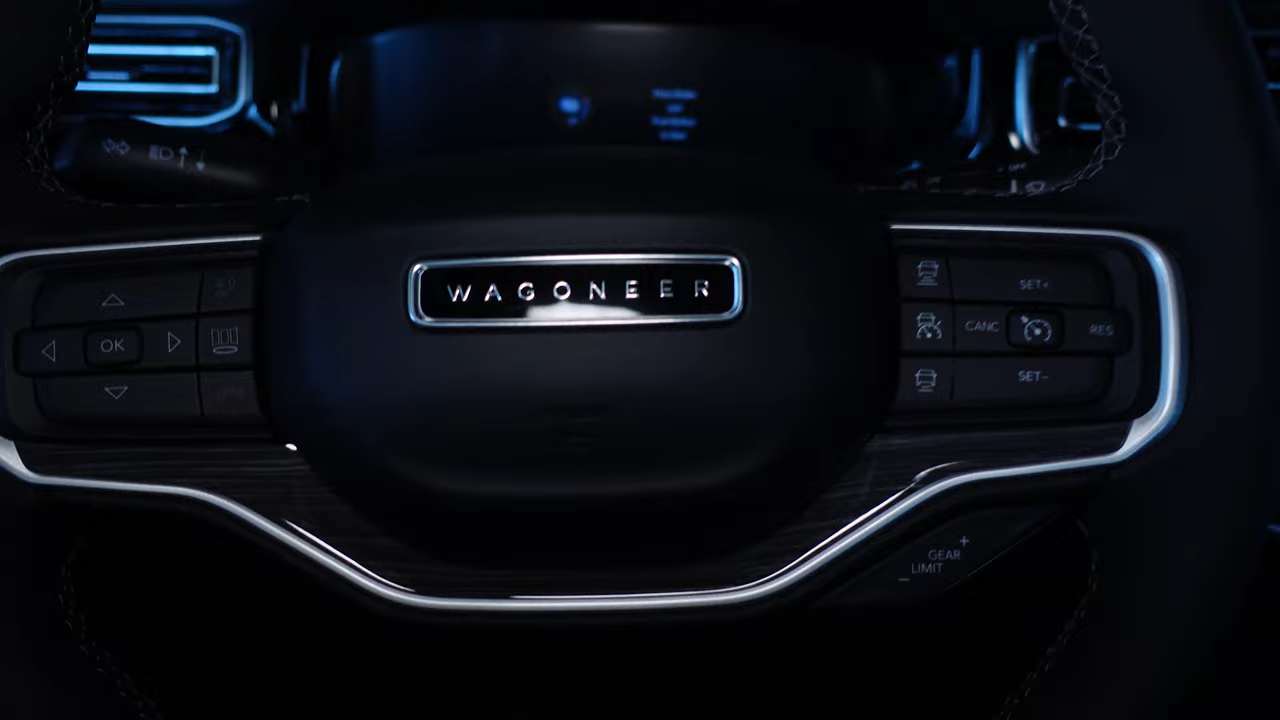 WAGONEER
SET+
OK
CANC
RES
SET-
GEAR
LIMIT
+
-